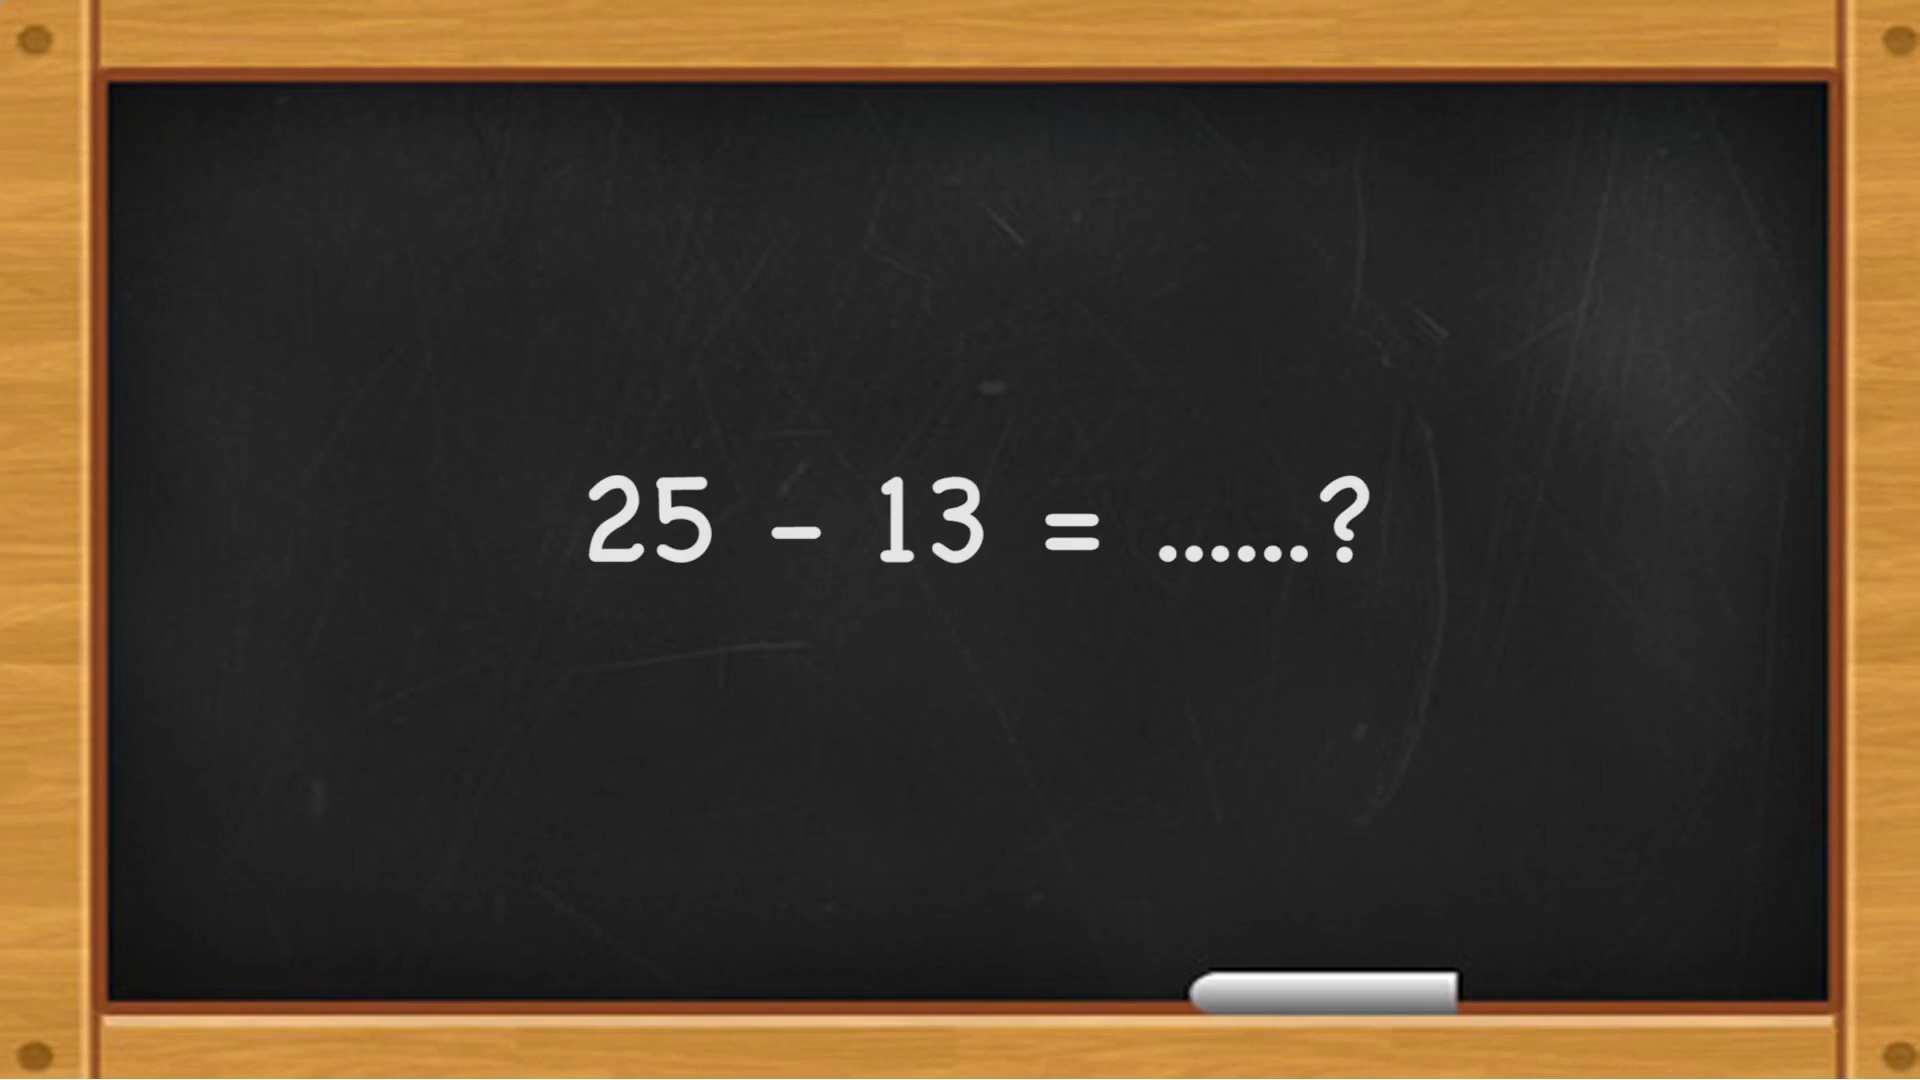 25 - 13 = ......?